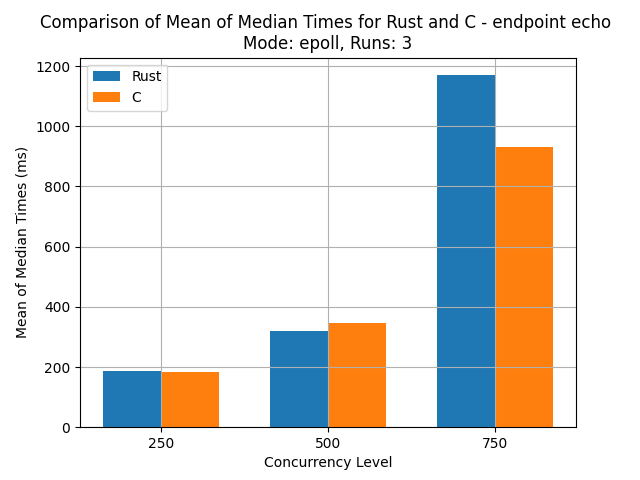 Comparison of Mean of Median Times for Rust and C - endpoint echo
Mode: epoll, Runs: 3
Rust
C
Mean of Median Times (ms)
1200
1000
800
600
400
200
0
250 500 750
Concurrency Level